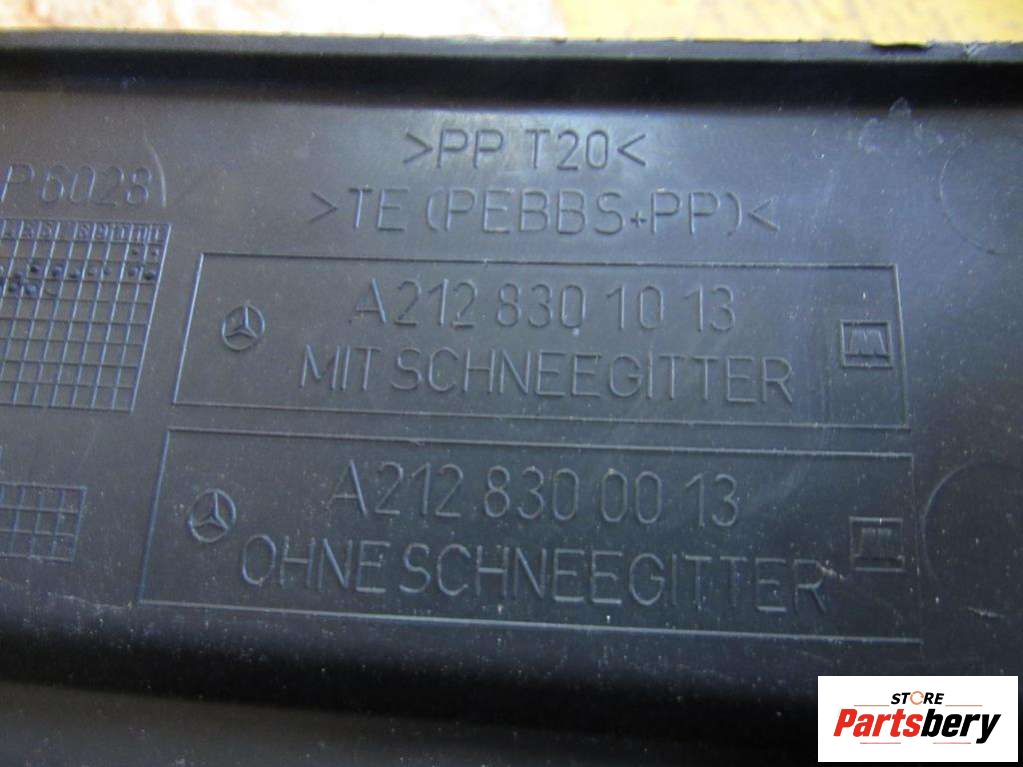 >PP T20<
P6028
>TE (PEBBS+PP)<
A212 830 10 13
MIT SCHNEEGITTER
A212 830 00 13
OHNE SCHNEEGITTER
STORE
Partsbery